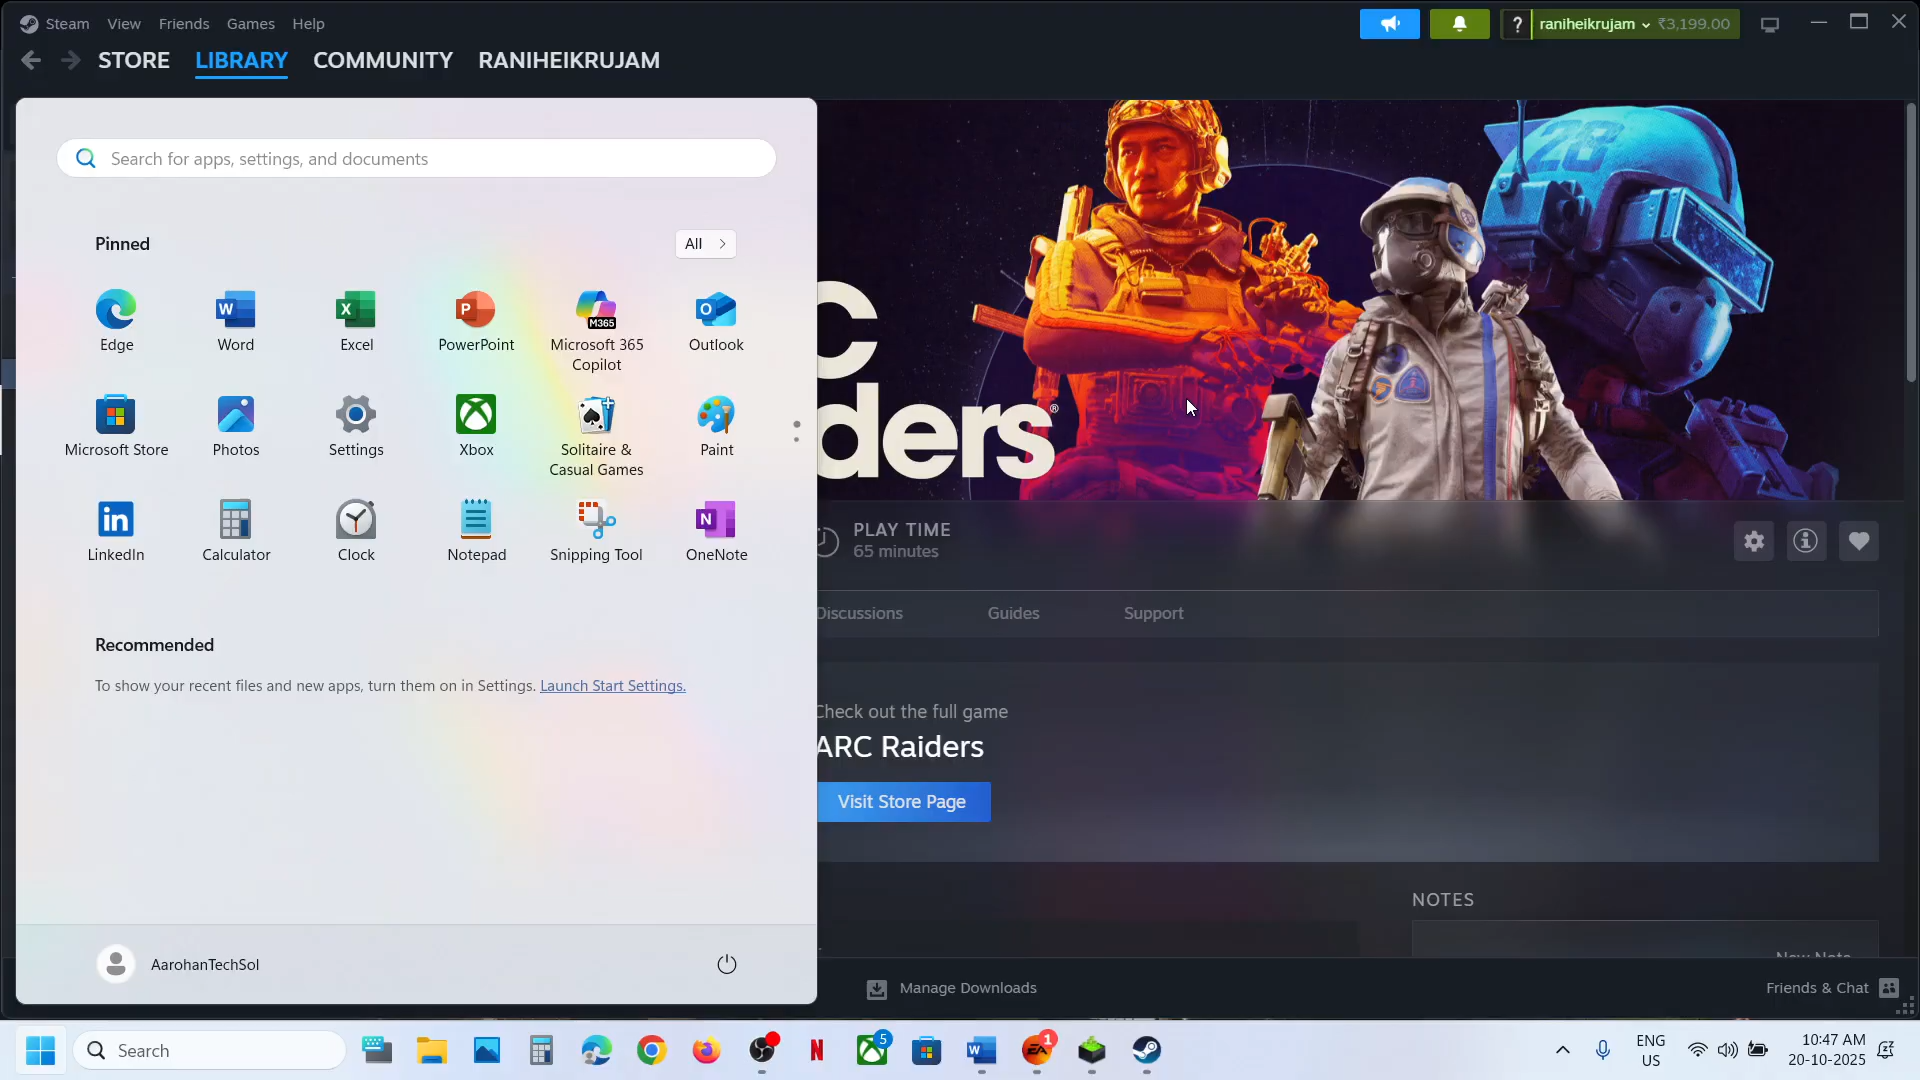 Steam View Friends Games Help
? raniheikrujam ₹3,199.00
STORE LIBRARY COMMUNITY RANIHEIKRUJAM
Search for apps, settings, and documents
Pinned
All
Edge Word Excel PowerPoint Microsoft 365 Copilot Outlook
Microsoft Store Photos Settings Xbox Solitaire & Casual Games Paint
LinkedIn Calculator Clock Notepad Snipping Tool OneNote
Recommended
To show your recent files and new apps, turn them on in Settings. Launch Start Settings.
AarohanTechSol
C
ders®
28
PLAY TIME
65 minutes
Discussions Guides Support
Check out the full game
ARC Raiders
Visit Store Page
NOTES
New Note
Manage Downloads
Friends & Chat
Search
5
1
ENG
US
10:47 AM
20-10-2025